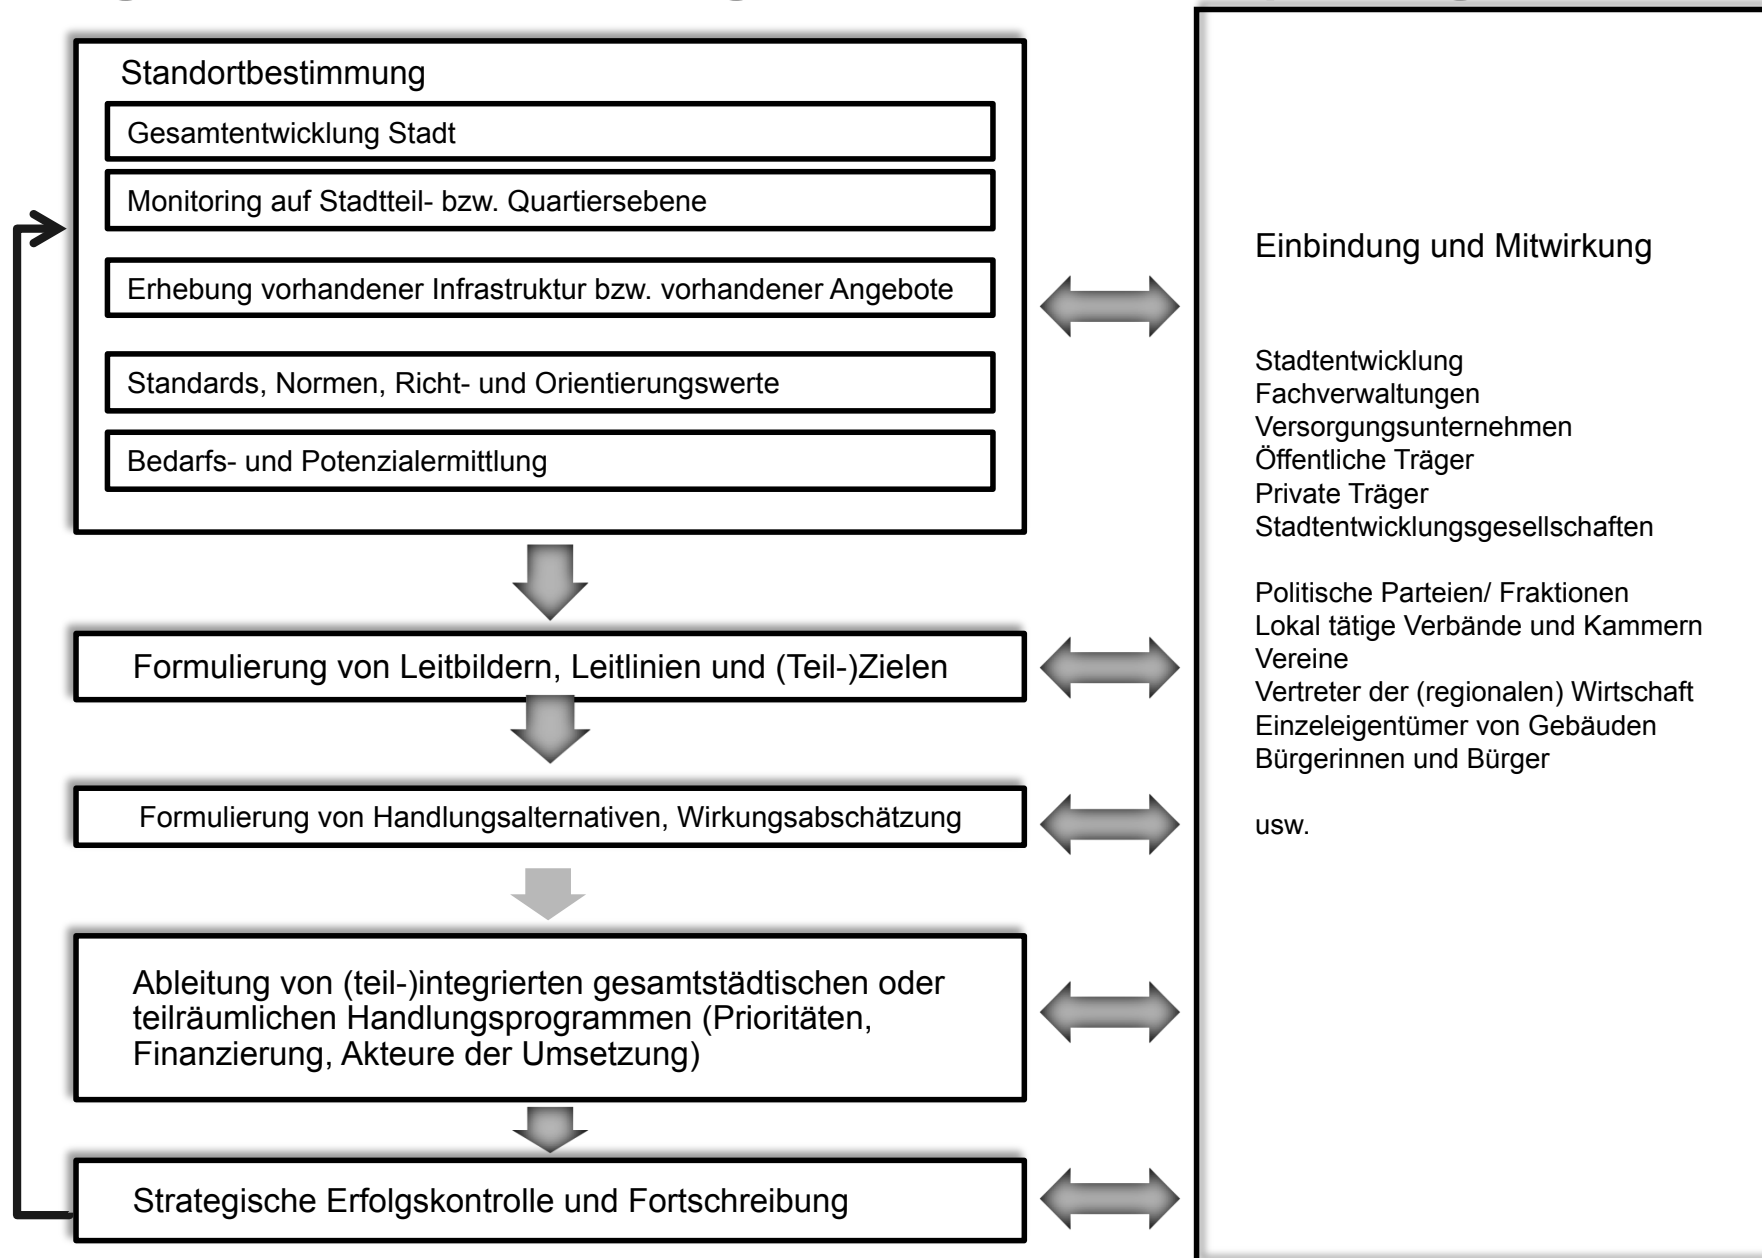 Standortbestimmung
Gesamtentwicklung Stadt
Monitoring auf Stadtteil- bzw. Quartiersebene
Erhebung vorhandener Infrastruktur bzw. vorhandener Angebote
Standards, Normen, Richt- und Orientierungswerte
Bedarfs- und Potenzialermittlung
Formulierung von Leitbildern, Leitlinien und (Teil-)Zielen
Formulierung von Handlungsalternativen, Wirkungsabschätzung
Ableitung von (teil-)integrierten gesamtstädtischen oder
teilräumlichen Handlungsprogrammen (Prioritäten,
Finanzierung, Akteure der Umsetzung)
Strategische Erfolgskontrolle und Fortschreibung
Einbindung und Mitwirkung
Stadtentwicklung
Fachverwaltungen
Versorgungsunternehmen
Öffentliche Träger
Private Träger
Stadtentwicklungsgesellschaften
Politische Parteien/ Fraktionen
Lokal tätige Verbände und Kammern
Vereine
Vertreter der (regionalen) Wirtschaft
Einzeleigentümer von Gebäuden
Bürgerinnen und Bürger
usw.